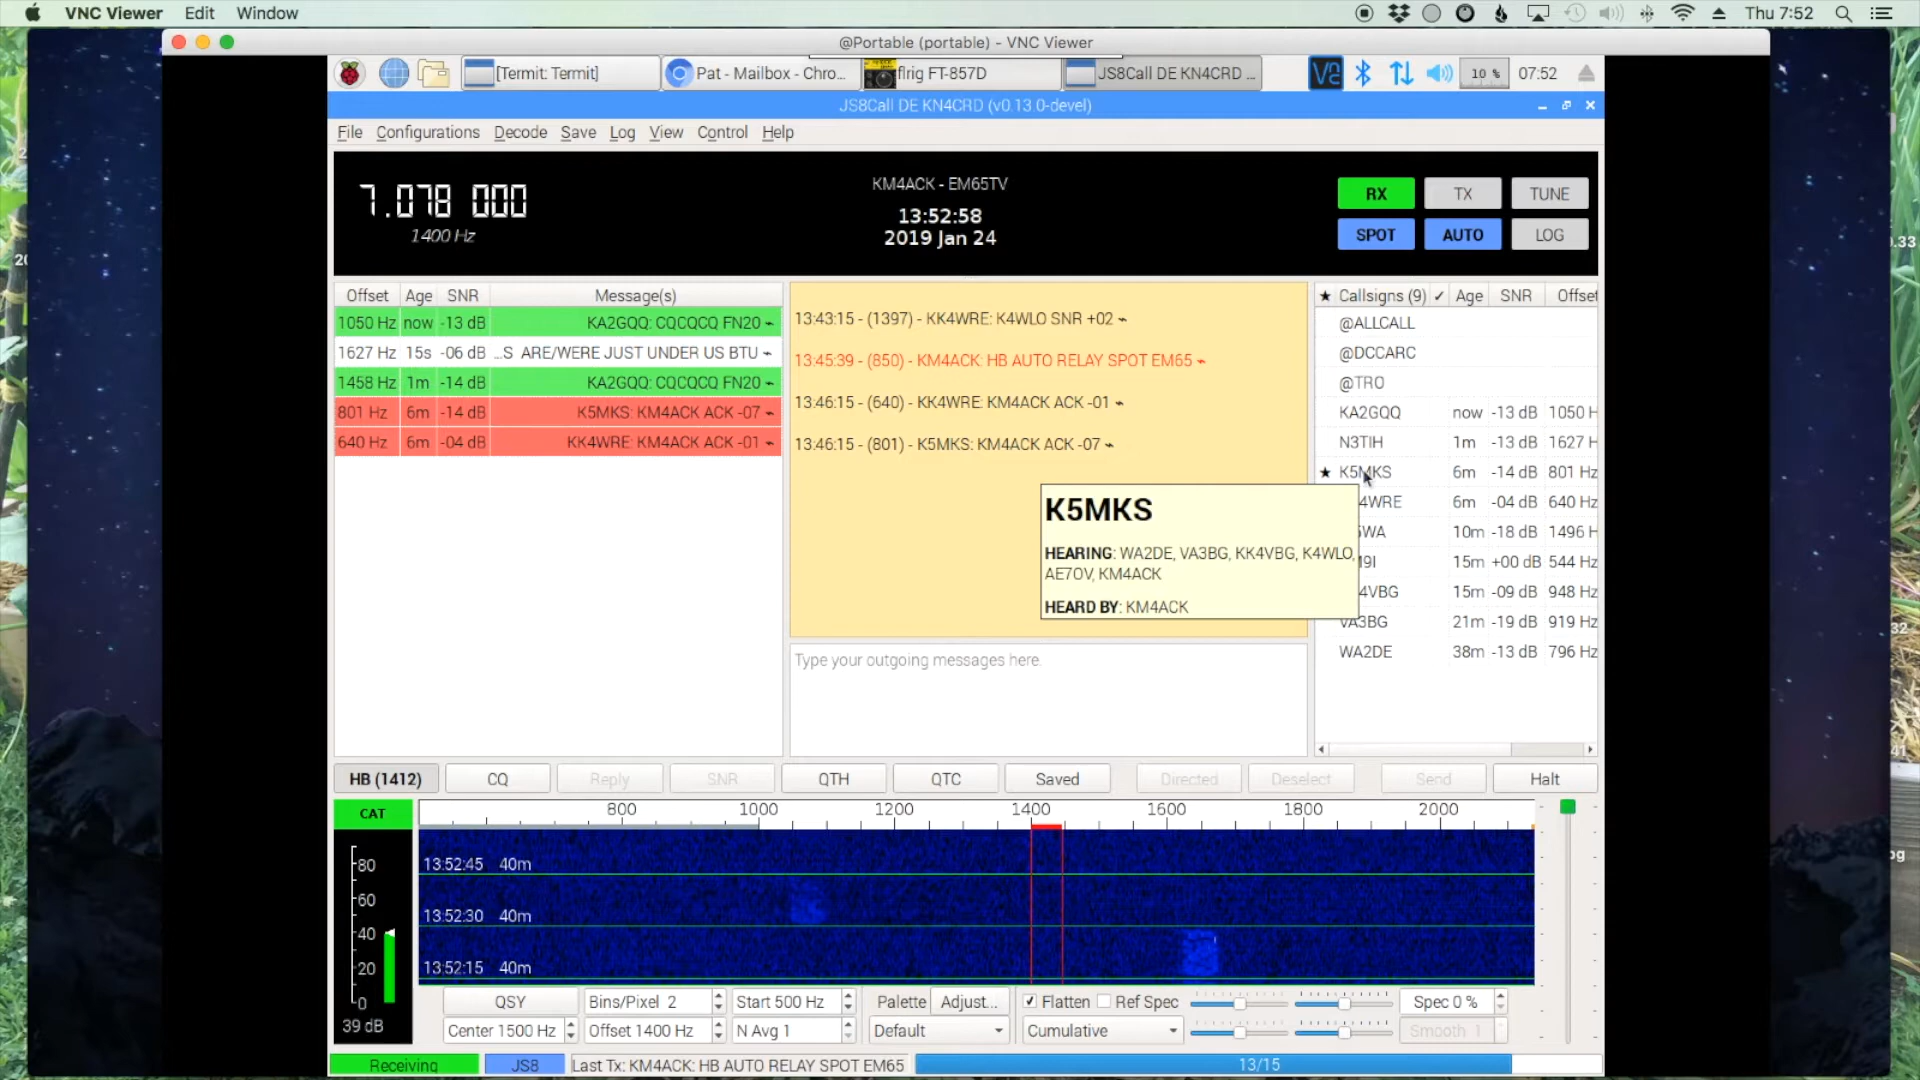 VNC Viewer Edit Window Thu 7:52
@Portable (portable) - VNC Viewer
[Termit: Termit] Pat - Mailbox - Chro... flrig FT-857D JS8Call DE KN4CRD ... 10 % 07:52
JS8Call DE KN4CRD (v0.13.0-devel)
File Configurations Decode Save Log View Control Help
7.078 000
1400 Hz
KM4ACK - EM65TV
13:52:58
2019 Jan 24
RX TX TUNE
SPOT AUTO LOG
Offset Age SNR Message(s)
1050 Hz now -13 dB KA2GQQ: CQCQCQ FN20
1627 Hz 15s -06 dB ...S ARE/WERE JUST UNDER US BTU
1458 Hz 1m -14 dB KA2GQQ: CQCQCQ FN20
801 Hz 6m -14 dB K5MKS: KM4ACK ACK -07
640 Hz 6m -04 dB KK4WRE: KM4ACK ACK -01
13:43:15 - (1397) - KK4WRE: K4WLO SNR +02
13:45:39 - (850) - KM4ACK: HB AUTO RELAY SPOT EM65
13:46:15 - (640) - KK4WRE: KM4ACK ACK -01
13:46:15 - (801) - K5MKS: KM4ACK ACK -07
K5MKS
HEARING: WA2DE, VA3BG, KK4VBG, K4WLO,
AE7OV, KM4ACK
HEARD BY: KM4ACK
Type your outgoing messages here.
★ Callsigns (9) ✓ Age SNR Offset
@ALLCALL
@DCCARC
@TRO
KA2GQQ now -13 dB 1050 H
N3TIH 1m -13 dB 1627 H
★ K5MKS 6m -14 dB 801 Hz
4WRE 6m -04 dB 640 Hz
WA 10m -18 dB 1496 H
9I 15m +00 dB 544 Hz
4VBG 15m -09 dB 948 Hz
VA3BG 21m -19 dB 919 Hz
WA2DE 38m -13 dB 796 Hz
HB (1412) CQ Reply SNR QTH QTC Saved Directed Deselect Send Halt
CAT
800 1000 1200 1400 1600 1800 2000
80
60
40
20
0
39 dB
13:52:45 40m
13:52:30 40m
13:52:15 40m
QSY Bins/Pixel 2 Start 500 Hz Palette Adjust... Flatten Ref Spec Spec 0 %
Center 1500 Hz Offset 1400 Hz N Avg 1 Default Cumulative Smooth 1
Receiving JS8 Last Tx: KM4ACK: HB AUTO RELAY SPOT EM65 13/15